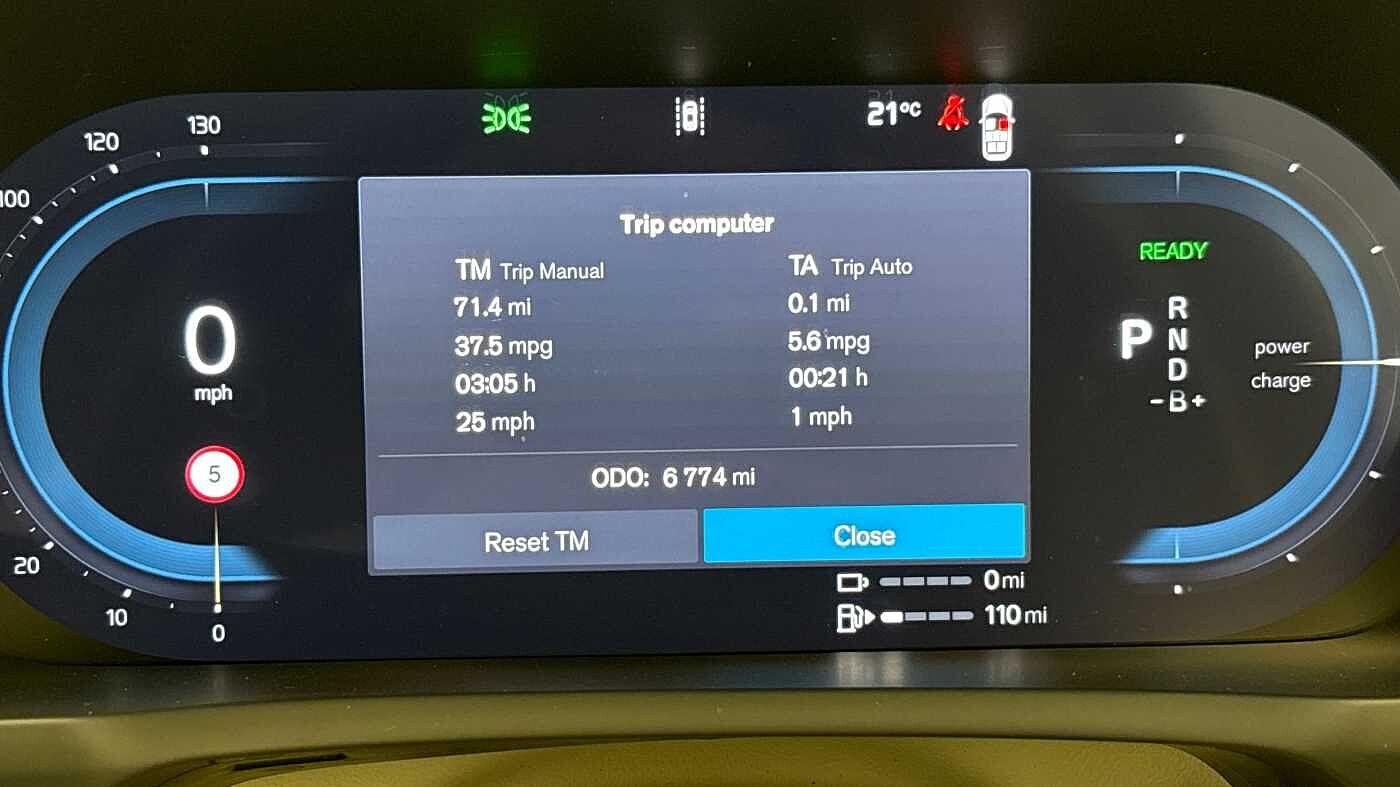 130
120
100
21°C
Trip computer
TM Trip Manual
TA Trip Auto
71.4 mi
0.1 mi
37.5 mpg
5.6 mpg
03:05 h
00:21 h
25 mph
1 mph
ODO: 6 774 mi
Reset TM
Close
0 mi
110 mi
0
mph
5
20
10
0
READY
P
R
N
D
-B+
power
charge